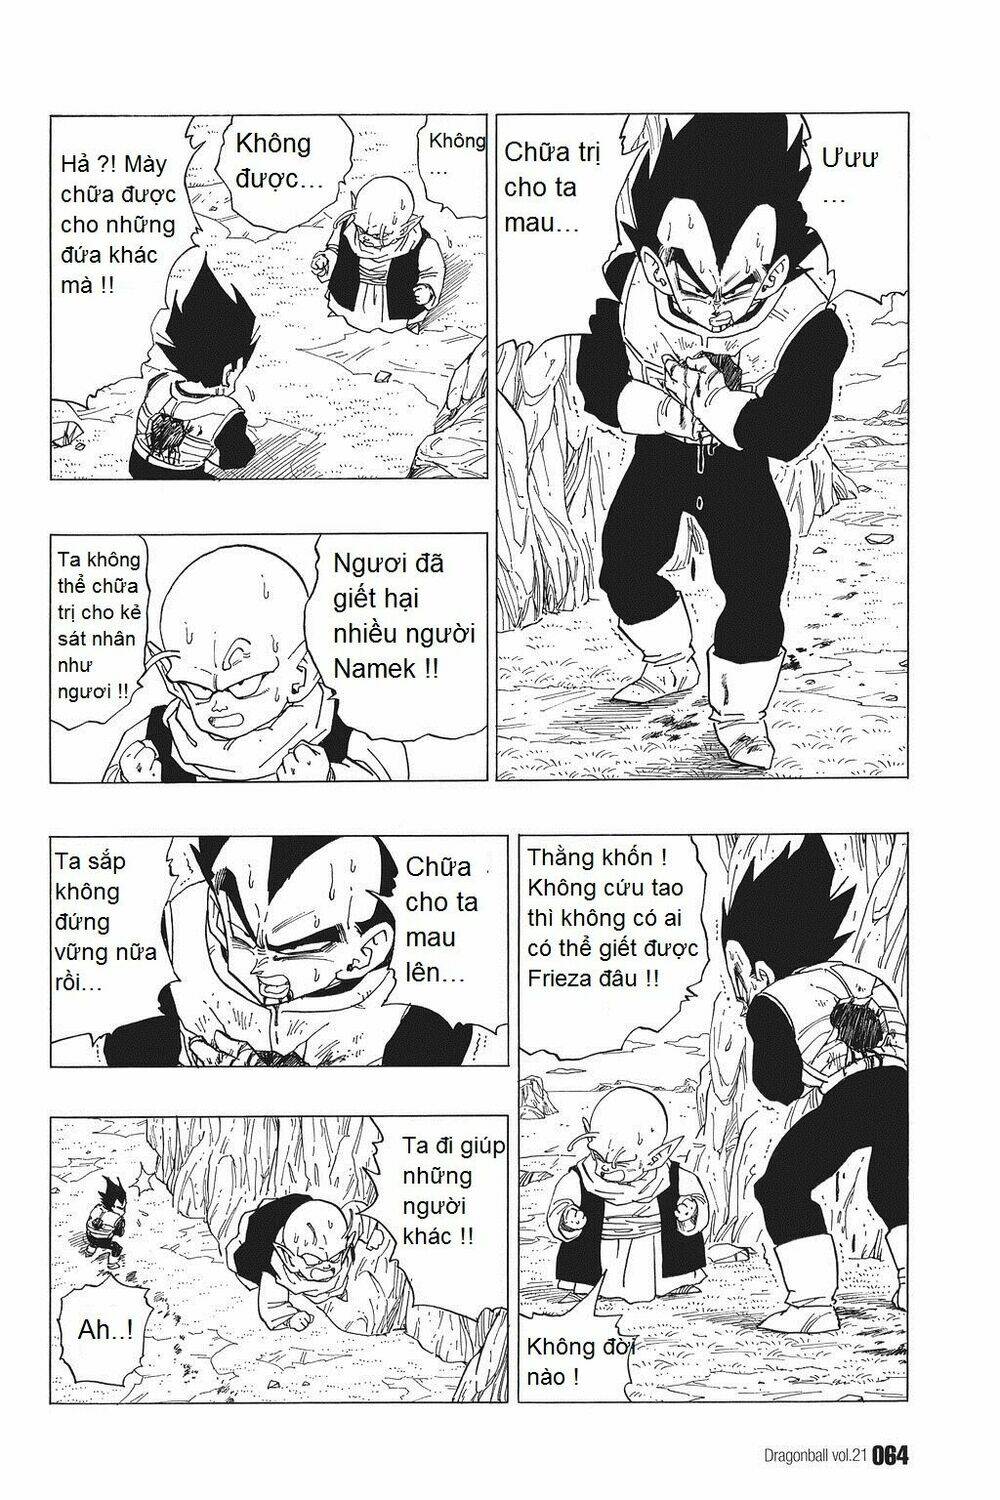 Ưưư
...
Chữa trị
cho ta
mau...
Không
...
Không
được...
Hả ?! Mày
chữa được
cho những
đứa khác
mà !!
Ngươi đã
giết hại
nhiều người
Namek !!
Ta không
thể chữa
trị cho kẻ
sát nhân
như
ngươi !!
Thằng khốn !
Không cứu tao
thì không có ai
có thể giết được
Frieza đâu !!
Không đời
nào !
Chữa
cho ta
mau
lên...
Ta sắp
không
đứng
vững nữa
rồi...
Ta đi giúp
những
người
khác !!
Ah..!
Dragonball vol.21 064